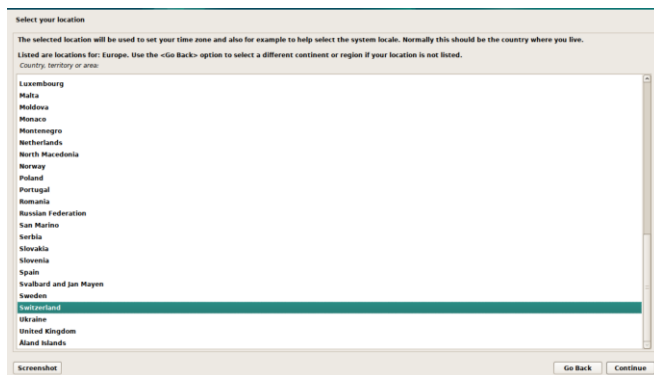 Select your location
The selected location will be used to set your time zone and also for example to help select the system locale. Normally this should be the country where you live.
Listed are locations for: Europe. Use the <Go Back> option to select a different continent or region if your location is not listed.
Country, territory or area:
Luxembourg
Malta
Moldova
Monaco
Montenegro
Netherlands
North Macedonia
Norway
Poland
Portugal
Romania
Russian Federation
San Marino
Serbia
Slovakia
Slovenia
Spain
Svalbard and Jan Mayen
Sweden
Switzerland
Ukraine
United Kingdom
Åland Islands
Screenshot
Go Back
Continue